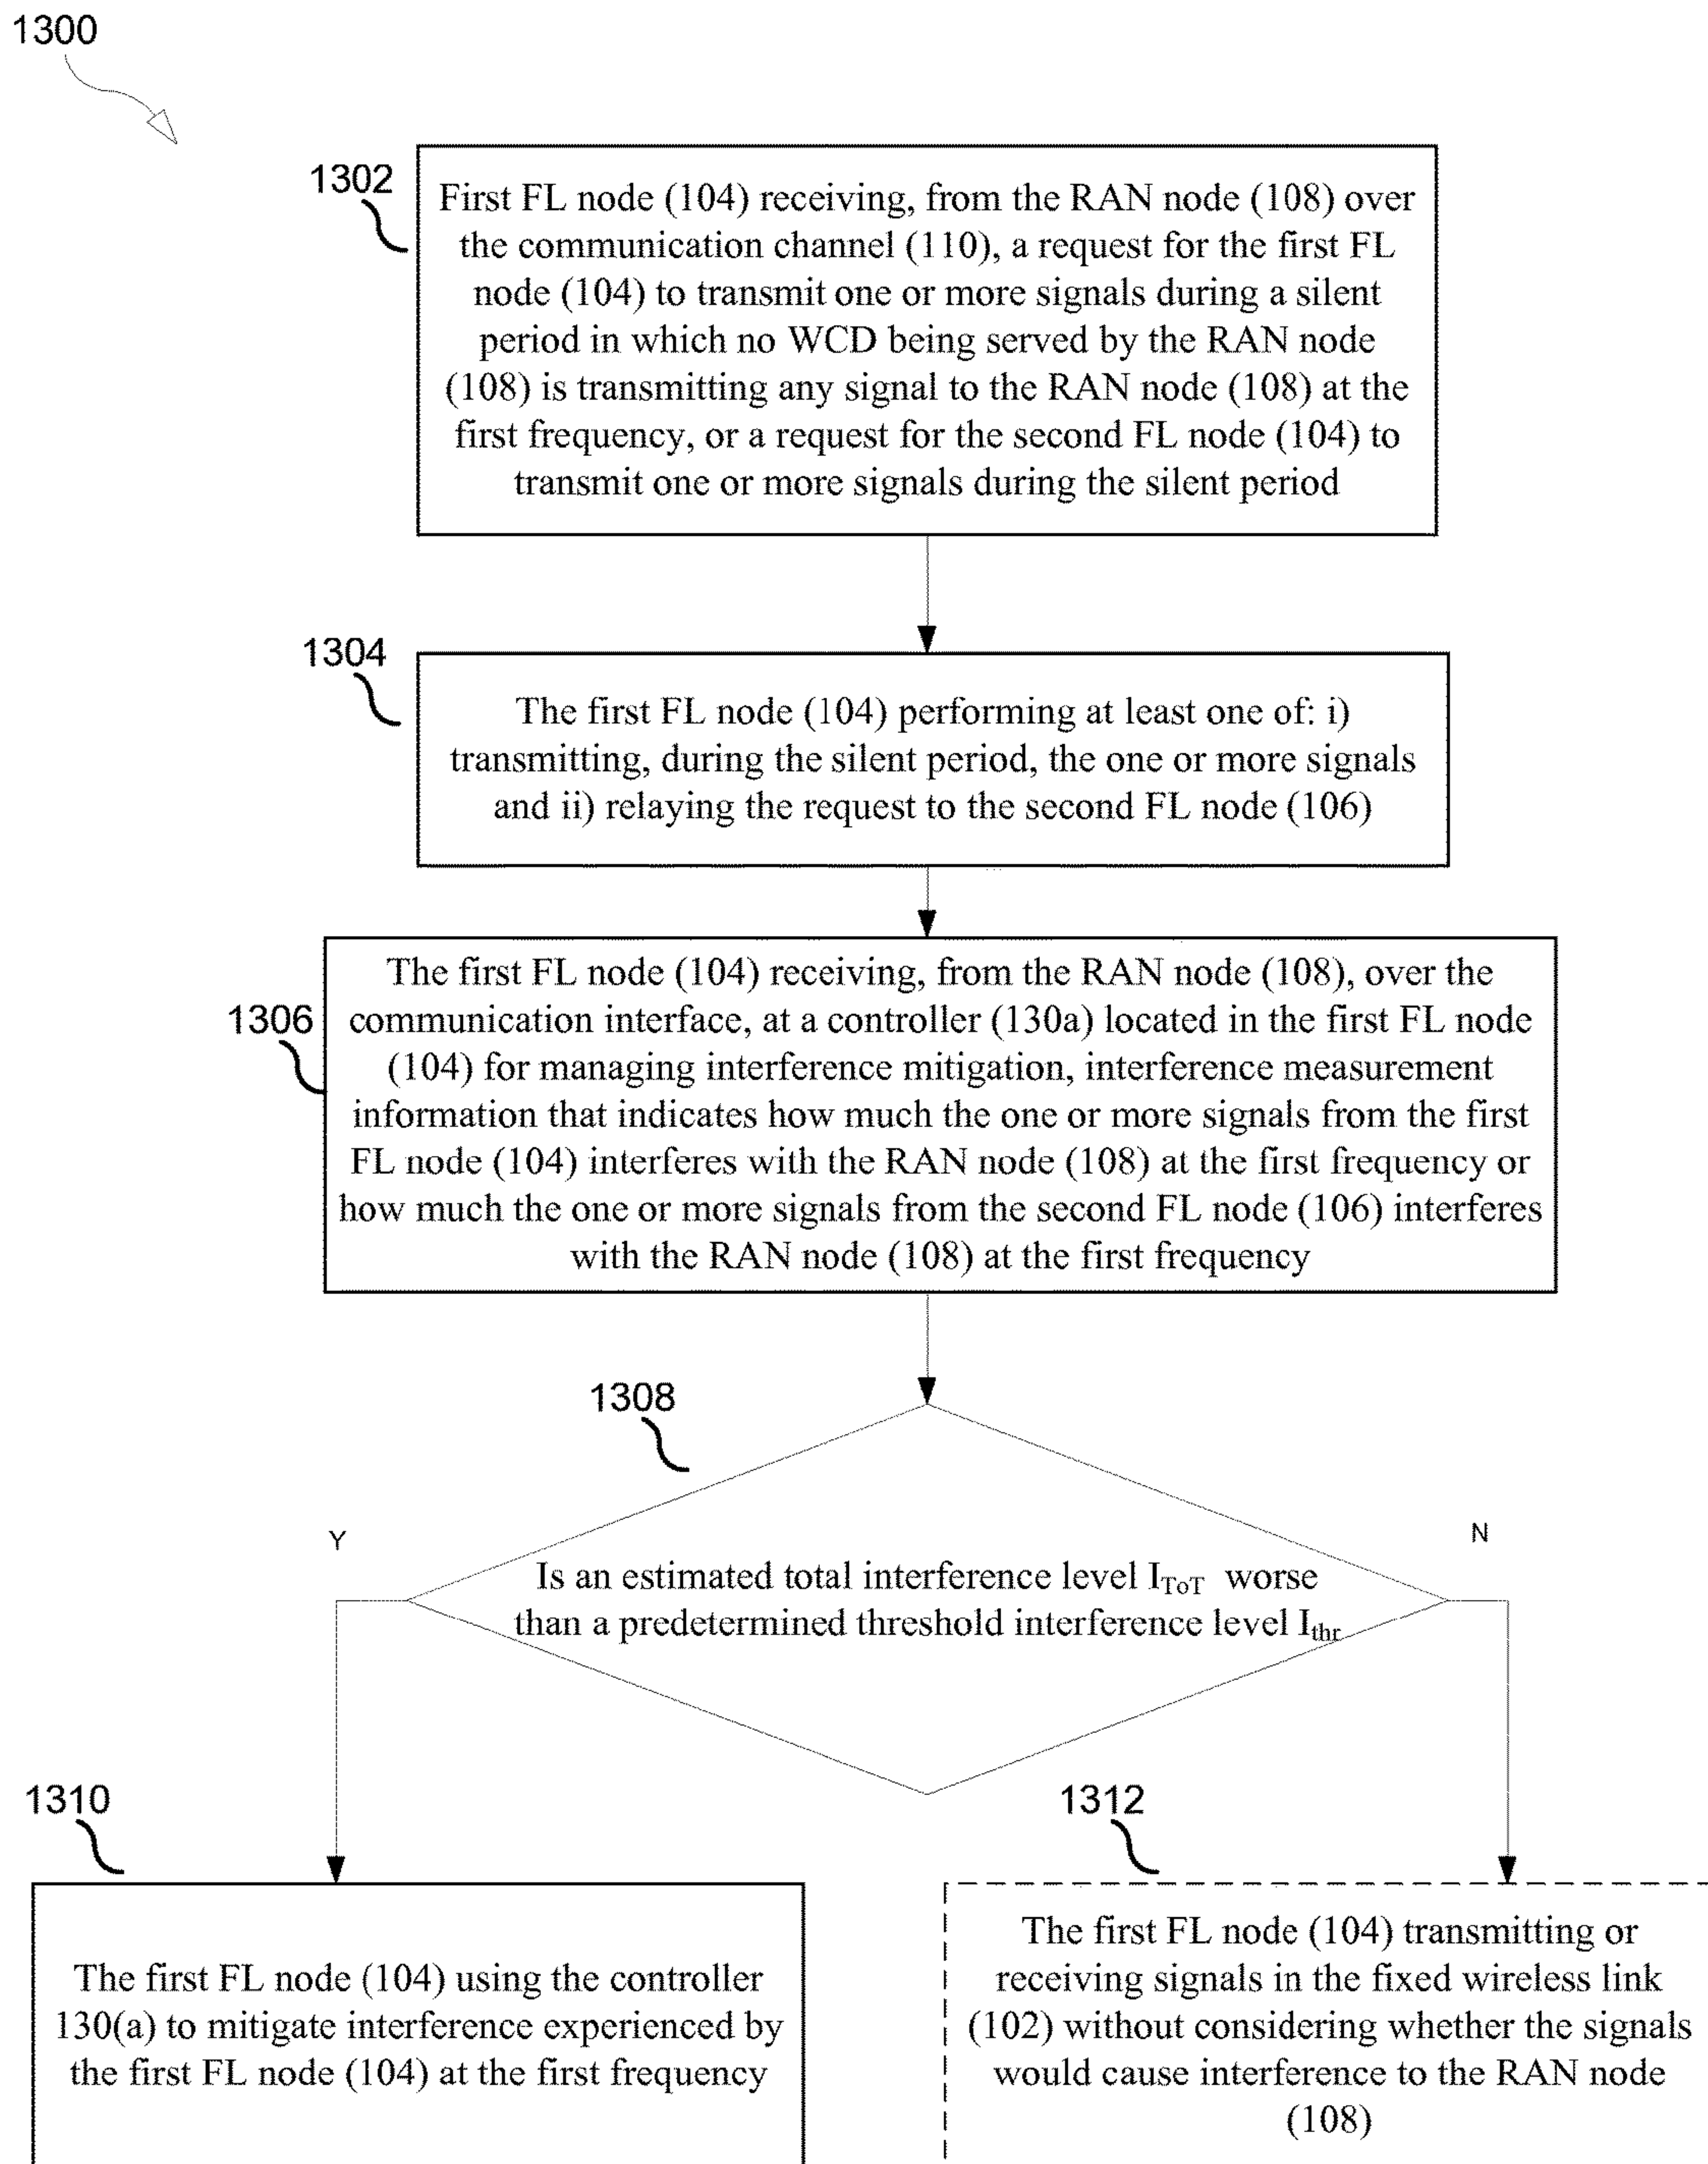 1300
1302
First FL node (104) receiving, from the RAN node (108) over
the communication channel (110), a request for the first FL
node (104) to transmit one or more signals during a silent
period in which no WCD being served by the RAN node
(108) is transmitting any signal to the RAN node (108) at the
first frequency, or a request for the second FL node (104) to
transmit one or more signals during the silent period
1304
The first FL node (104) performing at least one of: i)
transmitting, during the silent period, the one or more signals
and ii) relaying the request to the second FL node (106)
1306
The first FL node (104) receiving, from the RAN node (108), over the
communication interface, at a controller (130a) located in the first FL node
(104) for managing interference mitigation, interference measurement
information that indicates how much the one or more signals from the first
FL node (104) interferes with the RAN node (108) at the first frequency or
how much the one or more signals from the second FL node (106) interferes
with the RAN node (108) at the first frequency
1308
Y
N
Is an estimated total interference level I_ToT worse
than a predetermined threshold interference level I_thr
1310
The first FL node (104) using the controller
130(a) to mitigate interference experienced by
the first FL node (104) at the first frequency
1312
The first FL node (104) transmitting or
receiving signals in the fixed wireless link
(102) without considering whether the signals
would cause interference to the RAN node
(108)